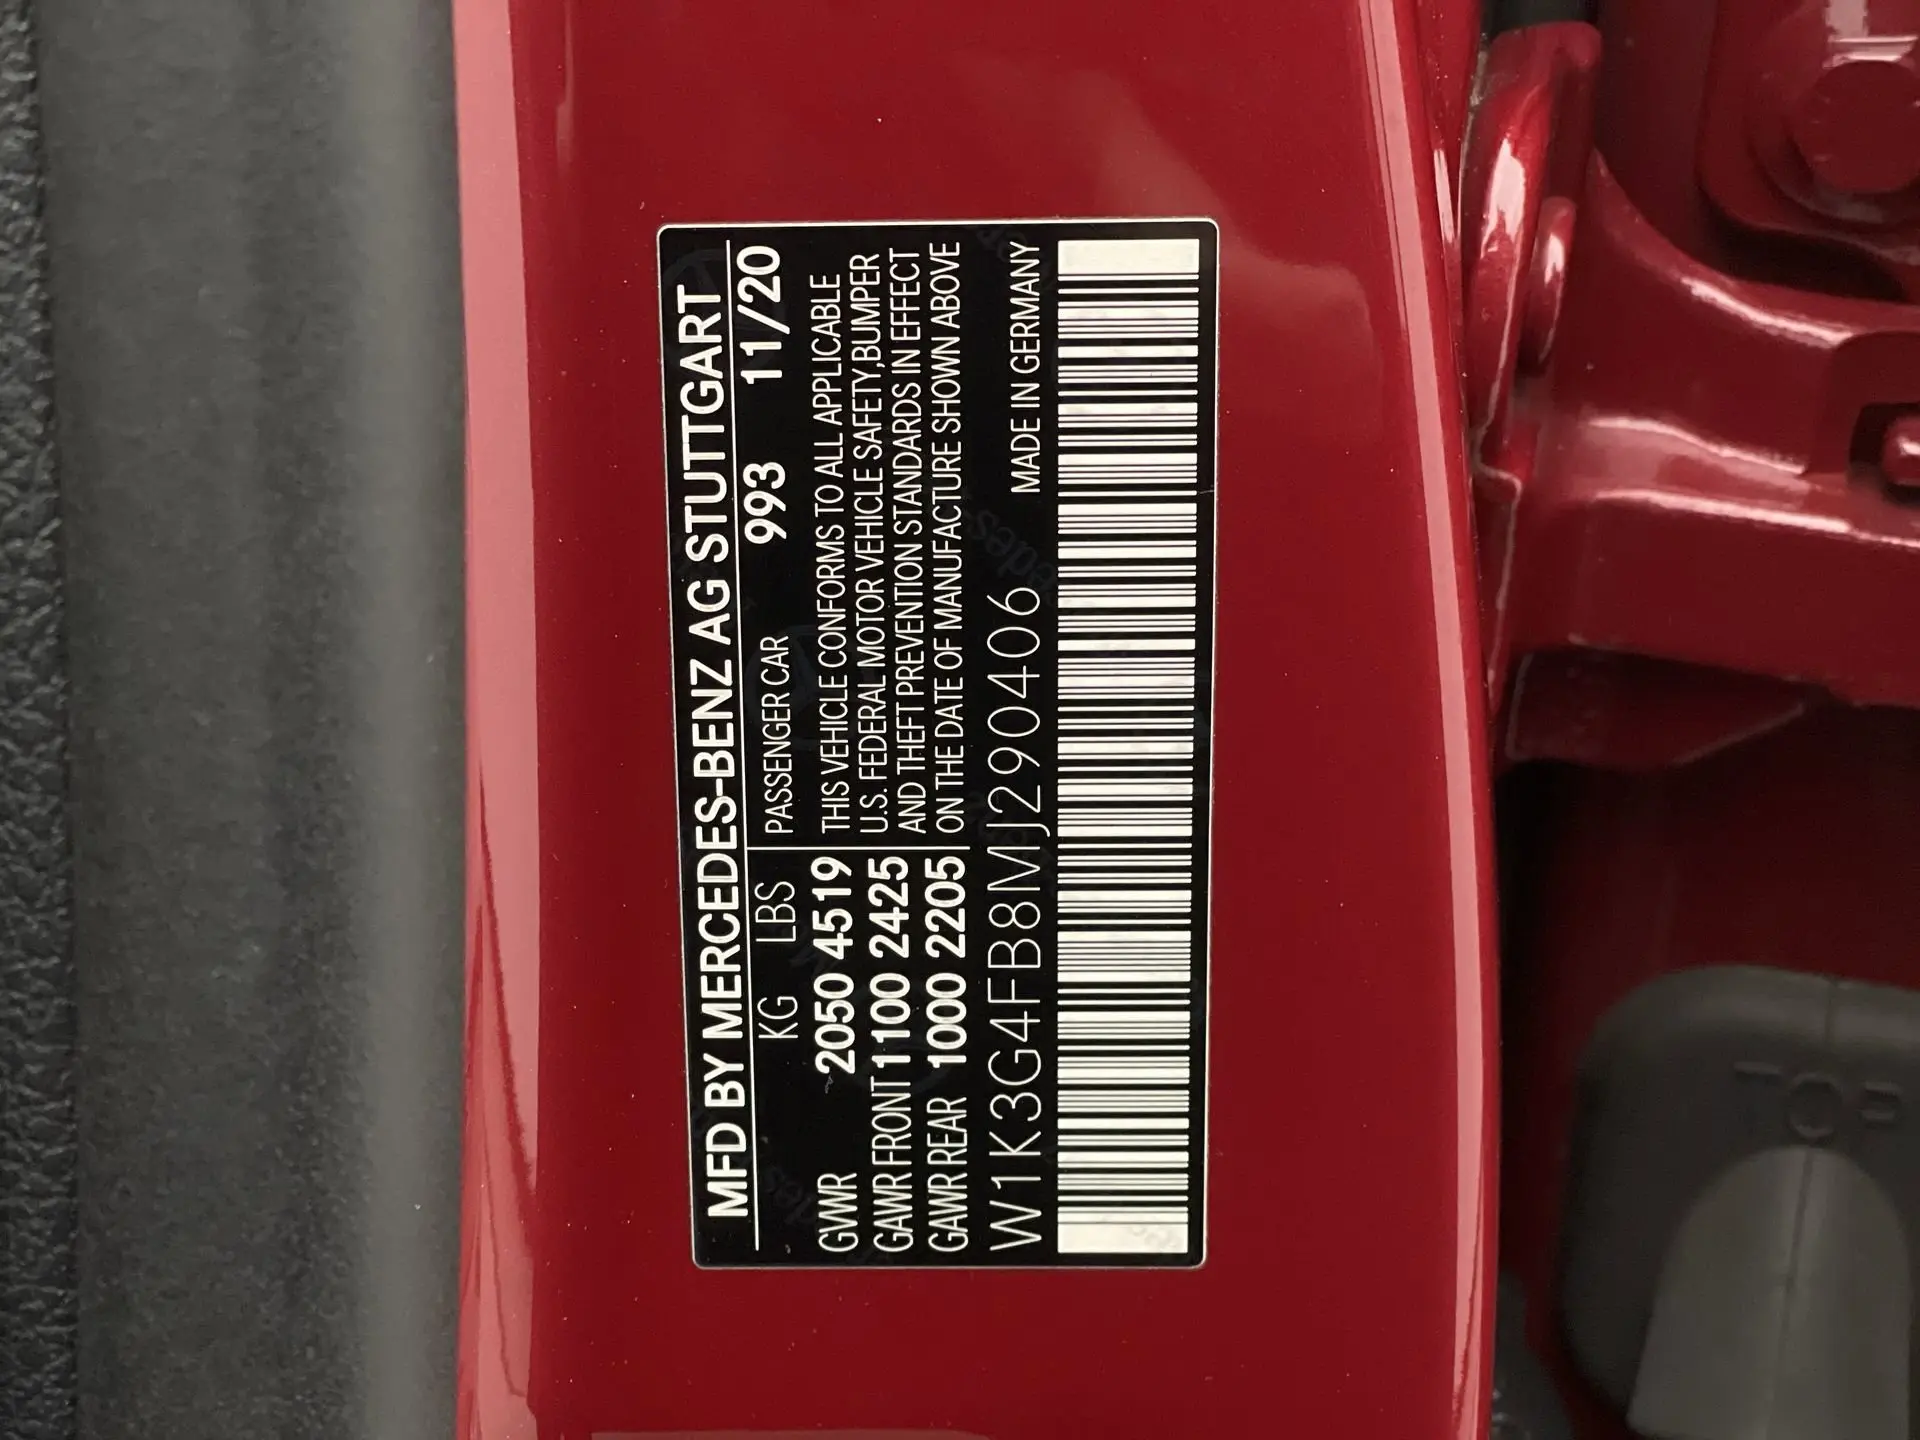 MFD BY MERCEDES-BENZ AG STUTTGART
KG LBS PASSENGER CAR 993 11/20
GVWR 2050 4519 THIS VEHICLE CONFORMS TO ALL APPLICABLE
GAWR FRONT 1100 2425 U.S. FEDERAL MOTOR VEHICLE SAFETY,BUMPER
GAWR REAR 1000 2205 AND THEFT PREVENTION STANDARDS IN EFFECT
ON THE DATE OF MANUFACTURE SHOWN ABOVE
W1K3G4FB8MJ290406 MADE IN GERMANY
TOP